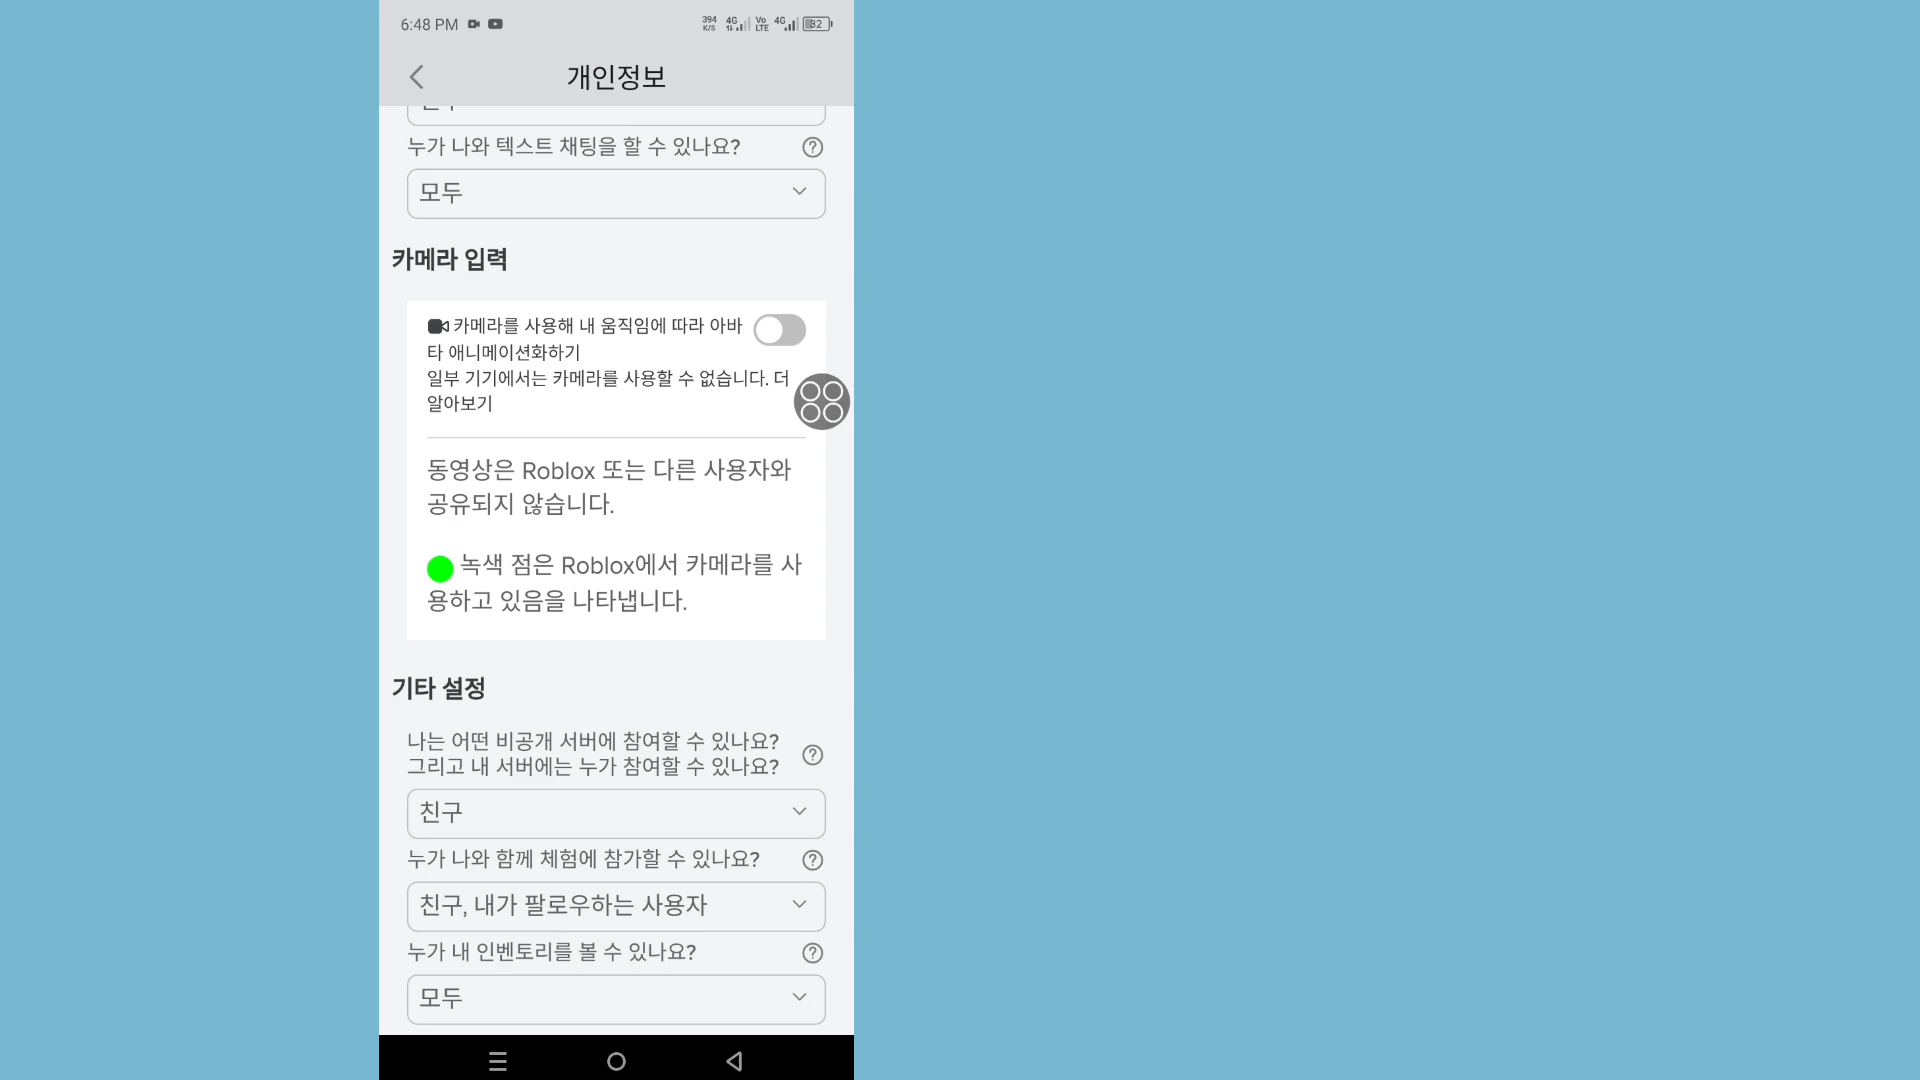 6:48 PM
394 K/S 4G Vo LTE 4G 32
개인정보
누가 나와 텍스트 채팅을 할 수 있나요?
모두
카메라 입력
카메라를 사용해 내 움직임에 따라 아바
타 애니메이션화하기
일부 기기에서는 카메라를 사용할 수 없습니다. 더
알아보기
동영상은 Roblox 또는 다른 사용자와
공유되지 않습니다.
녹색 점은 Roblox에서 카메라를 사
용하고 있음을 나타냅니다.
기타 설정
나는 어떤 비공개 서버에 참여할 수 있나요?
그리고 내 서버에는 누가 참여할 수 있나요?
친구
누가 나와 함께 체험에 참가할 수 있나요?
친구, 내가 팔로우하는 사용자
누가 내 인벤토리를 볼 수 있나요?
모두